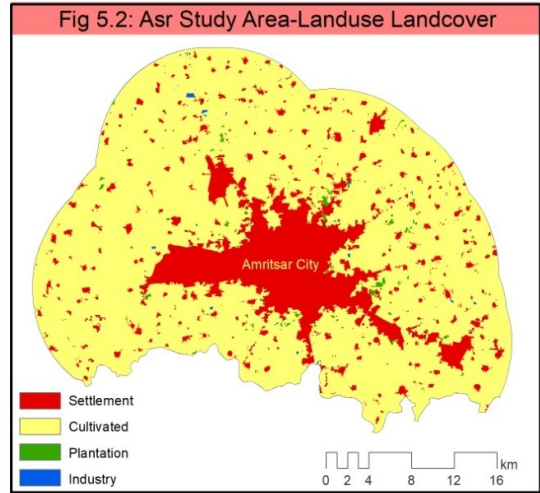 Fig 5.2: Asr Study Area-Landuse Landcover
Amritsar City
Settlement
Cultivated
Plantation
Industry
km
0 2 4 8 12 16